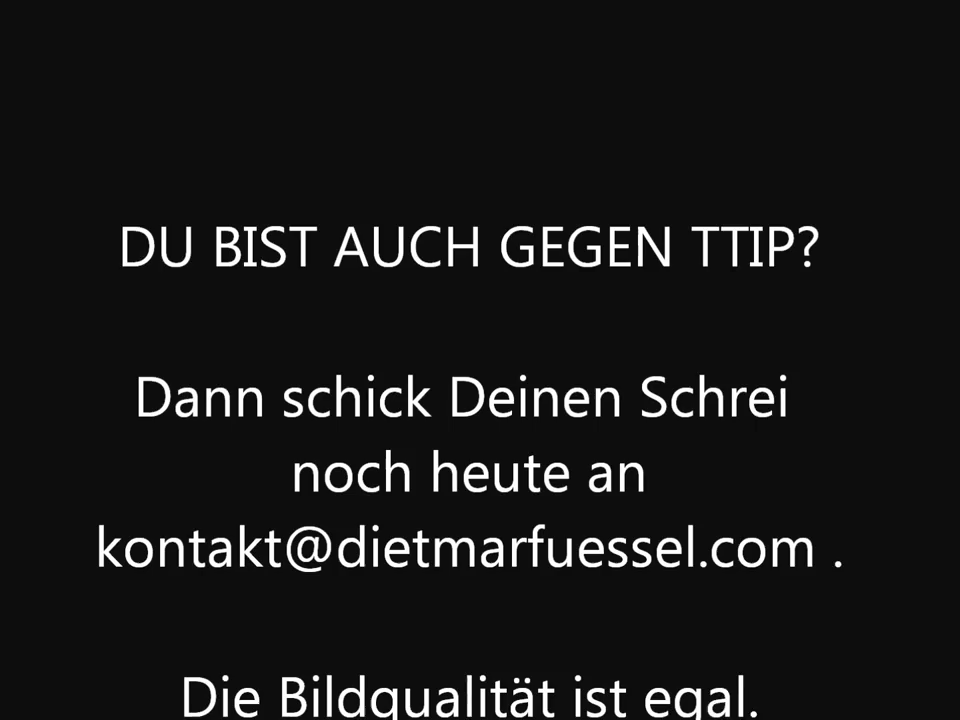 DU BIST AUCH GEGEN TTIP?
Dann schick Deinen Schrei
noch heute an
kontakt@dietmarfuessel.com .
Die Bildqualität ist egal.